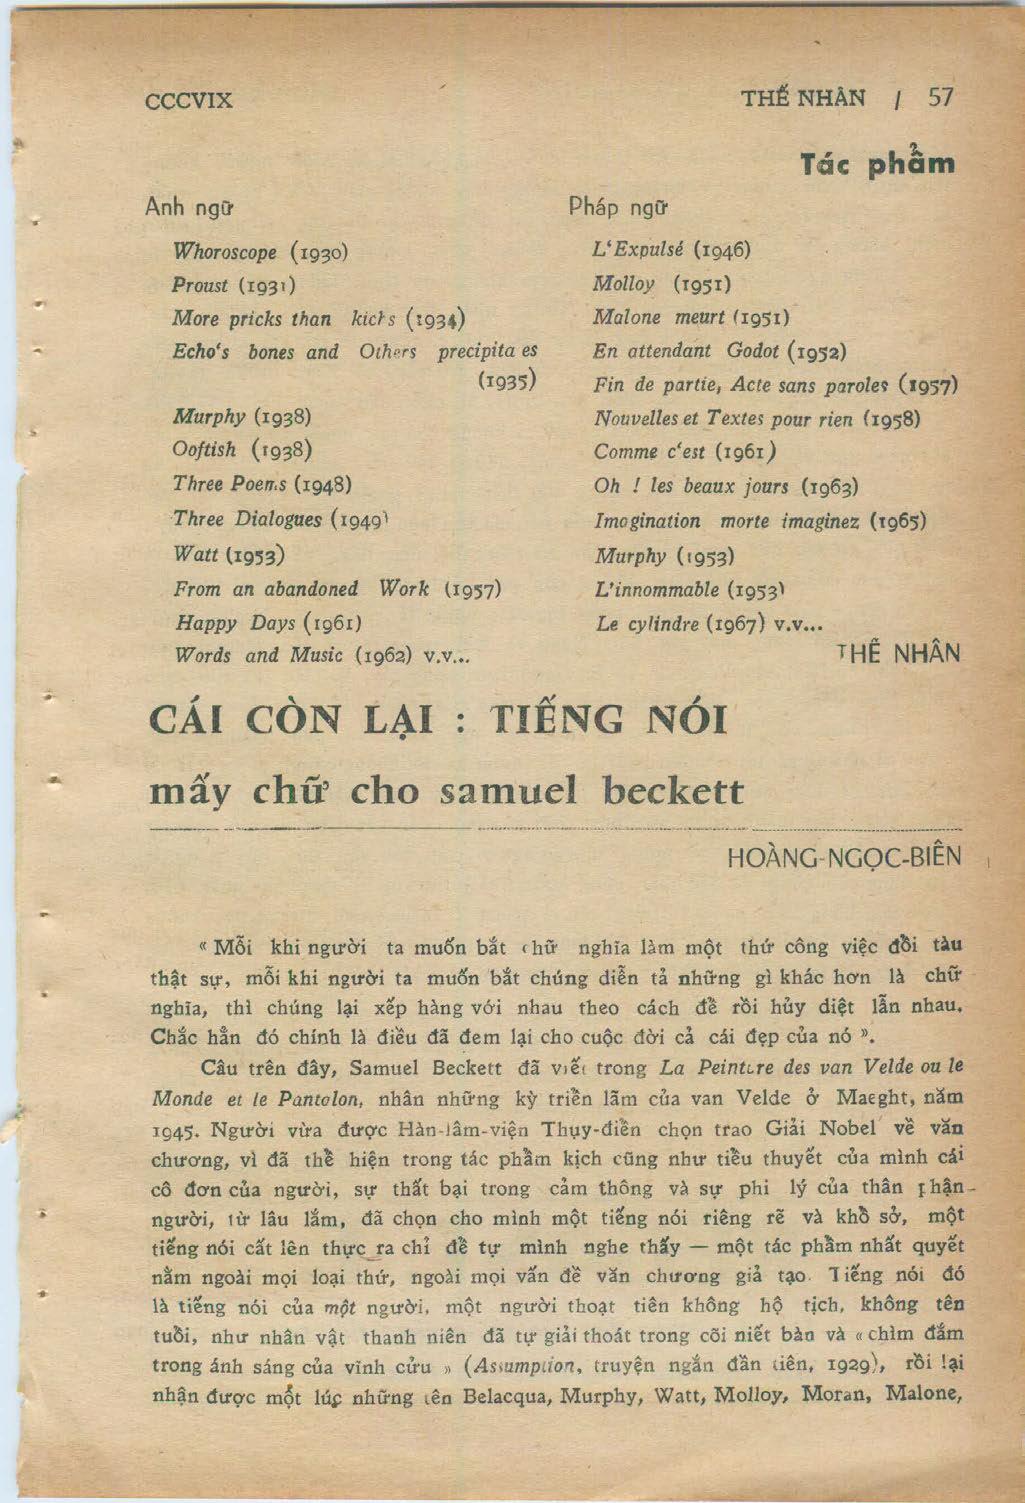 CCCVIX
THẾ NHÂN / 57
Tác phẩm
Anh ngữ
Whoroscope (1930)
Proust (1931)
More pricks than kicks (1934)
Echo‘s bones and Others precipita es
(1935)
Murphy (1938)
Ooftish (1938)
Three Poems (1948)
Three Dialogues (1949)
Watt (1953)
From an abandoned Work (1957)
Happy Days (1961)
Words and Music (1962) v.v...
Pháp ngữ
L‘Expulsé (1946)
Molloy (1951)
Malone meurt (1951)
En attendant Godot (1952)
Fin de partie, Acte sans paroles (1957)
Nouvelles et Textes pour rien (1958)
Comme c‘est (1961)
Oh ! les beaux jours (1963)
Imagination morte imaginez (1965)
Murphy (1953)
L’innommable (1953)
Le cylindre (1967) v.v...
THẾ NHÂN
CÁI CÒN LẠI : TIẾNG NÓI
mấy chữ cho samuel beckett
HOÀNG-NGỌC-BIÊN
« Mỗi khi người ta muốn bắt chữ nghĩa làm một thứ công việc đổi tàu
thật sự, mỗi khi người ta muốn bắt chúng diễn tả những gì khác hơn là chữ
nghĩa, thì chúng lại xếp hàng với nhau theo cách để rồi hủy diệt lẫn nhau.
Chắc hẳn đó chính là điều đã đem lại cho cuộc đời cả cái đẹp của nó ».
Câu trên đây, Samuel Beckett đã viết trong La Peinture des van Velde ou le
Monde et le Pantolon, nhân những kỳ triển lãm của van Velde ở Maeght, năm
1945. Người vừa được Hàn-lâm-viện Thụy-điển chọn trao Giải Nobel về văn
chương, vì đã thể hiện trong tác phẩm kịch cũng như tiểu thuyết của mình cái
cô đơn của người, sự thất bại trong cảm thông và sự phi lý của thân phận-
người, từ lâu lắm, đã chọn cho mình một tiếng nói riêng rẽ và khổ sở, một
tiếng nói cất lên thực ra chỉ để tự mình nghe thấy — một tác phẩm nhất quyết
nằm ngoài mọi loại thứ, ngoài mọi vấn đề văn chương giả tạo. Tiếng nói đó
là tiếng nói của một người, một người thoạt tiên không hộ tịch, không tên
tuổi, như nhân vật thanh niên đã tự giải thoát trong cõi niết bàn và « chìm đắm
trong ánh sáng của vĩnh cửu » (Assumption, truyện ngắn đần tiên, 1929), rồi lại
nhận được một lúc những tên Belacqua, Murphy, Watt, Molloy, Moran, Malone,